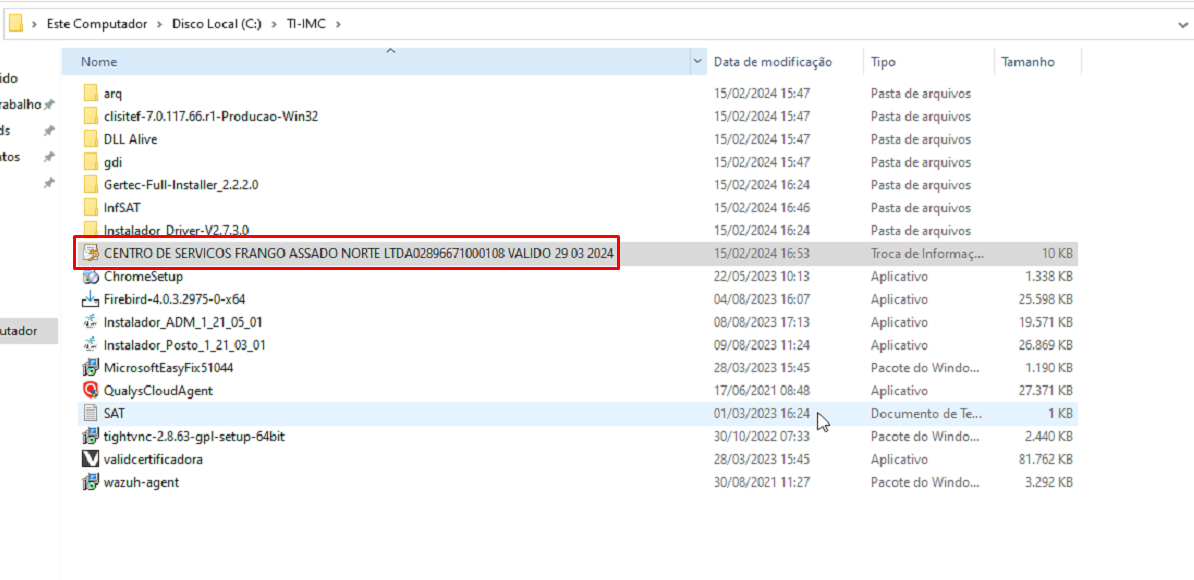 Este Computador > Disco Local (C:) > TI-IMC >
Nome Data de modificação Tipo Tamanho
ido
rabalho
ds
ntos
utador
arq 15/02/2024 15:47 Pasta de arquivos
clisitef-7.0.117.66.r1-Producao-Win32 15/02/2024 15:47 Pasta de arquivos
DLL Alive 15/02/2024 15:47 Pasta de arquivos
gdi 15/02/2024 15:47 Pasta de arquivos
Gertec-Full-Installer_2.2.2.0 15/02/2024 16:24 Pasta de arquivos
InfSAT 15/02/2024 16:46 Pasta de arquivos
Instalador_Driver-V2.7.3.0 15/02/2024 16:24 Pasta de arquivos
CENTRO DE SERVICOS FRANGO ASSADO NORTE LTDA02896671000108 VALIDO 29 03 2024 15/02/2024 16:53 Troca de Informaç... 10 KB
ChromeSetup 22/05/2023 10:13 Aplicativo 1.338 KB
Firebird-4.0.3.2975-0-x64 04/08/2023 16:07 Aplicativo 25.598 KB
Instalador_ADM_1_21_05_01 08/08/2023 17:13 Aplicativo 19.571 KB
Instalador_Posto_1_21_03_01 09/08/2023 11:24 Aplicativo 26.869 KB
MicrosoftEasyFix51044 28/03/2023 15:45 Pacote do Windo... 1.190 KB
QualysCloudAgent 17/06/2021 08:48 Aplicativo 27.371 KB
SAT 01/03/2023 16:24 Documento de Te... 1 KB
tightvnc-2.8.63-gpl-setup-64bit 30/10/2022 07:33 Pacote do Windo... 2.440 KB
validcertificadora 28/03/2023 15:45 Aplicativo 81.762 KB
wazuh-agent 30/08/2021 11:27 Pacote do Windo... 3.292 KB